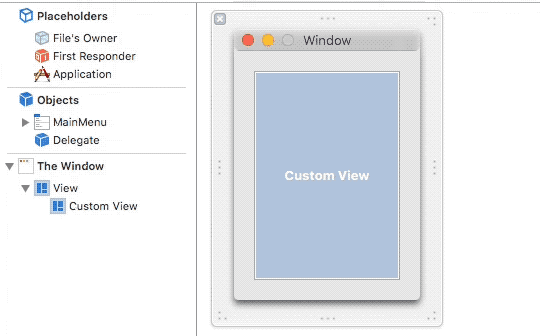 Placeholders
File's Owner
First Responder
Application
Objects
MainMenu
Delegate
The Window
View
Custom View
Window
Custom View